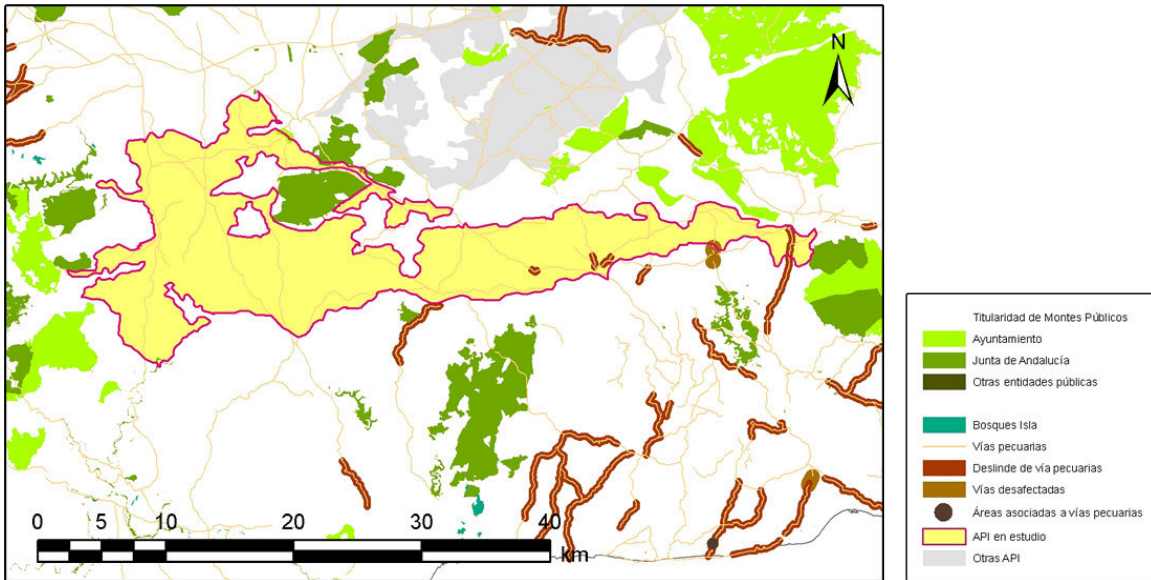 N
0 5 10 20 30 40
km
Titularidad de Montes Públicos
Ayuntamiento
Junta de Andalucía
Otras entidades públicas
Bosques Isla
Vías pecuarias
Deslinde de vía pecuarias
Vías desafectadas
Áreas asociadas a vías pecuarias
API en estudio
Otras API